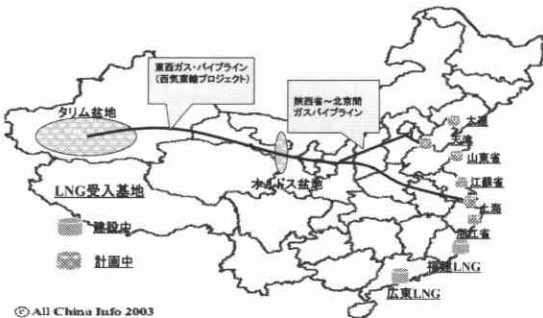 東西ガス・パイプライン
(西気東輸プロジェクト)
陝西省～北京間
ガスパイプライン
タリム盆地
大連
天津
山東省
オルドス盆地
江蘇省
LNG受入基地
上海
浙江省
建設中
福建LNG
計画中
広東LNG
© All China Info 2003